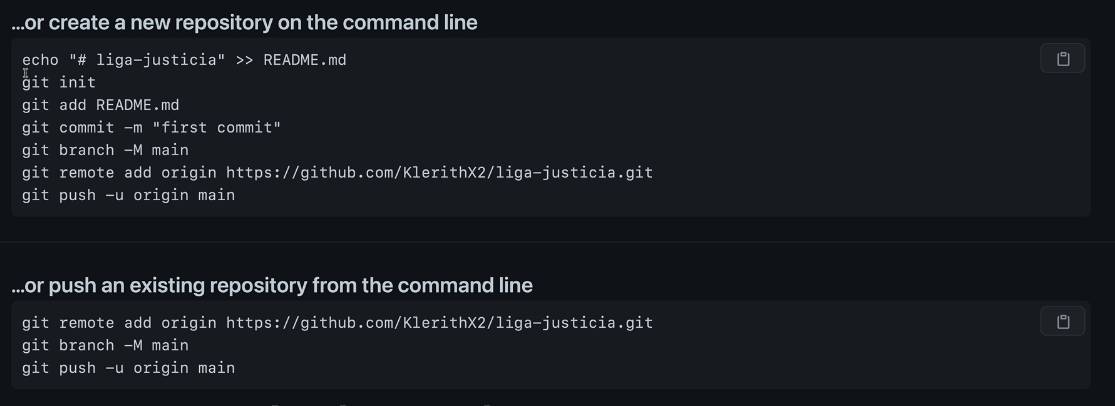 ...or create a new repository on the command line
echo "# liga-justicia" >> README.md
git init
git add README.md
git commit -m "first commit"
git branch -M main
git remote add origin https://github.com/KlerithX2/liga-justicia.git
git push -u origin main
...or push an existing repository from the command line
git remote add origin https://github.com/KlerithX2/liga-justicia.git
git branch -M main
git push -u origin main